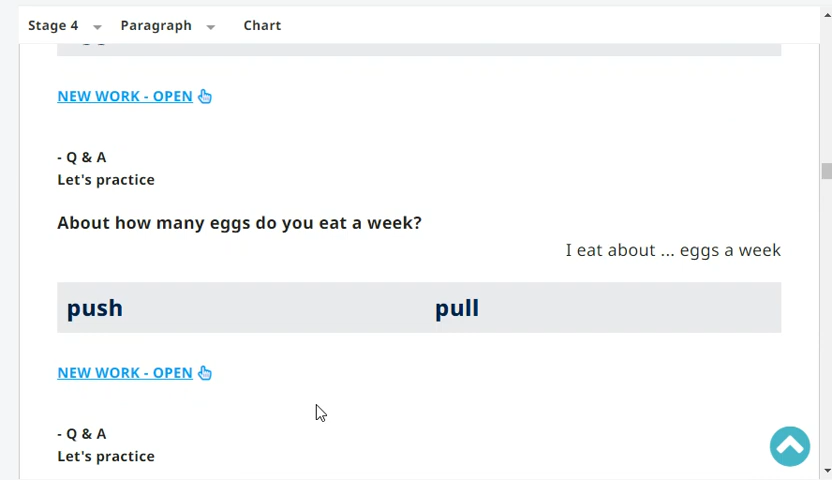 Stage 4 Paragraph Chart
NEW WORK - OPEN
- Q & A
Let's practice
About how many eggs do you eat a week?
I eat about ... eggs a week
push pull
NEW WORK - OPEN
- Q & A
Let's practice